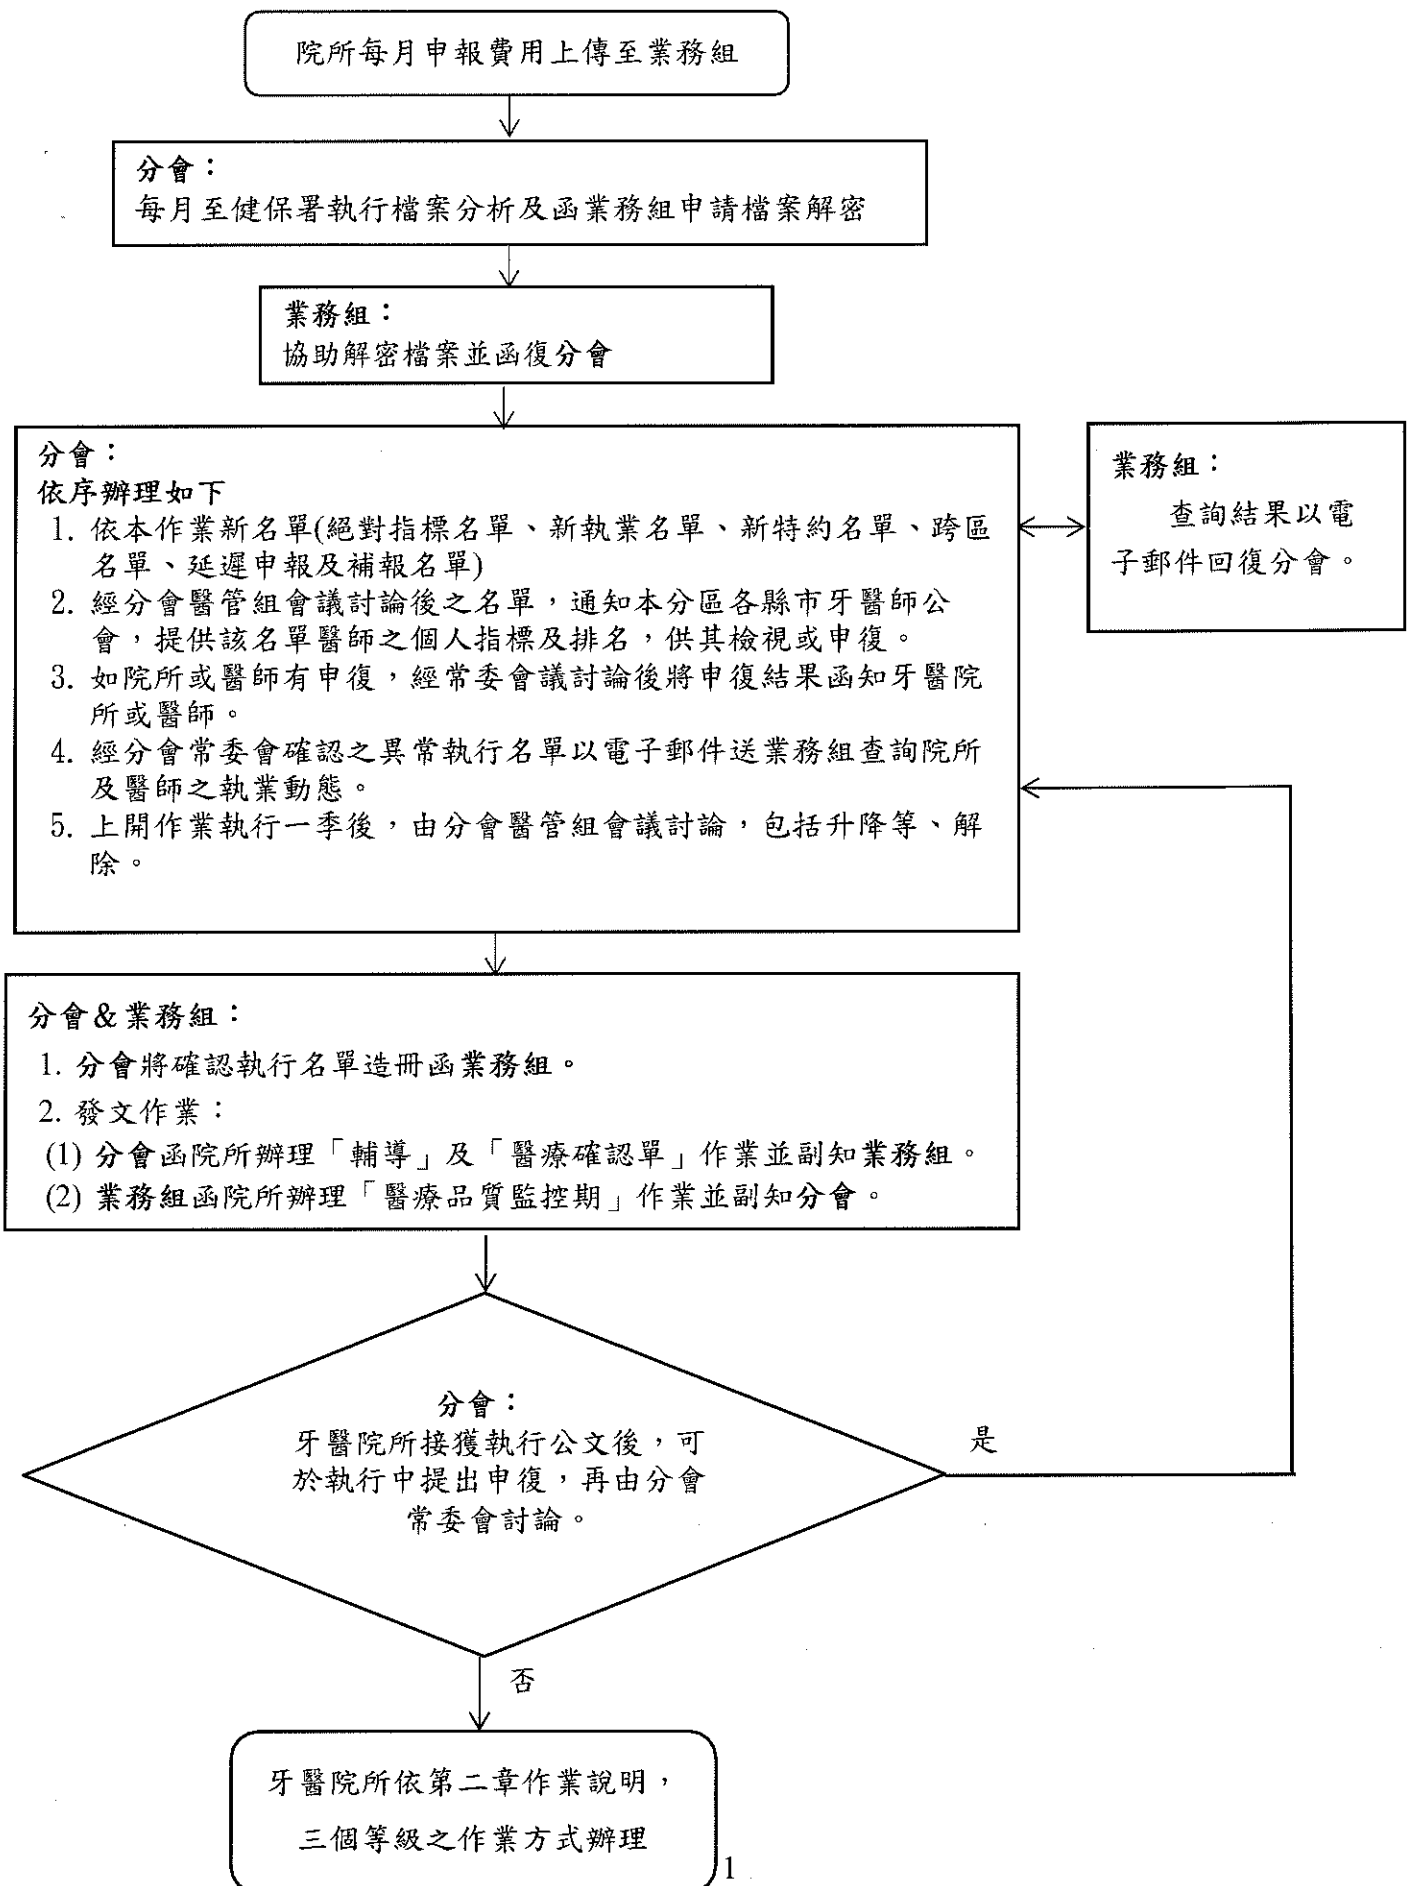 院所每月申報費用上傳至業務組
分會：
每月至健保署執行檔案分析及函業務組申請檔案解密
業務組：
協助解密檔案並函復分會
分會：
依序辦理如下
1. 依本作業新名單(絕對指標名單、新執業名單、新特約名單、跨區
名單、延遲申報及補報名單)
2. 經分會醫管組會議討論後之名單，通知本分區各縣市牙醫師公
會，提供該名單醫師之個人指標及排名，供其檢視或申復。
3. 如院所或醫師有申復，經常委會議討論後將申復結果函知牙醫院
所或醫師。
4. 經分會常委會確認之異常執行名單以電子郵件送業務組查詢院所
及醫師之執業動態。
5. 上開作業執行一季後，由分會醫管組會議討論，包括升降等、解
除。
業務組：
查詢結果以電
子郵件回復分會。
分會&業務組：
1. 分會將確認執行名單造冊函業務組。
2. 發文作業：
(1) 分會函院所辦理「輔導」及「醫療確認單」作業並副知業務組。
(2) 業務組函院所辦理「醫療品質監控期」作業並副知分會。
分會：
牙醫院所接獲執行公文後，可
於執行中提出申復，再由分會
常委會討論。
是
否
牙醫院所依第二章作業說明，
三個等級之作業方式辦理
1